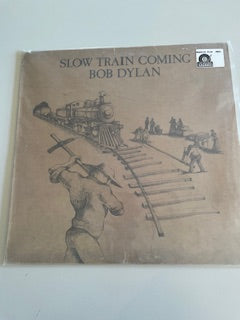 SLOW TRAIN COMING
BOB DYLAN